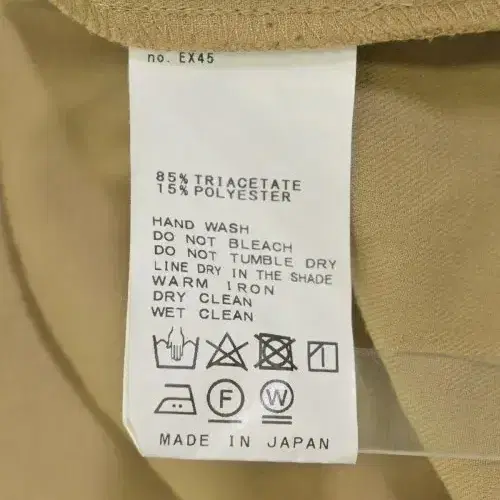 no. EX45
85% TRIACETATE
15% POLYESTER
HAND WASH
DO NOT BLEACH
DO NOT TUMBLE DRY
LINE DRY IN THE SHADE
WARM IRON
DRY CLEAN
WET CLEAN
F W
MADE IN JAPAN